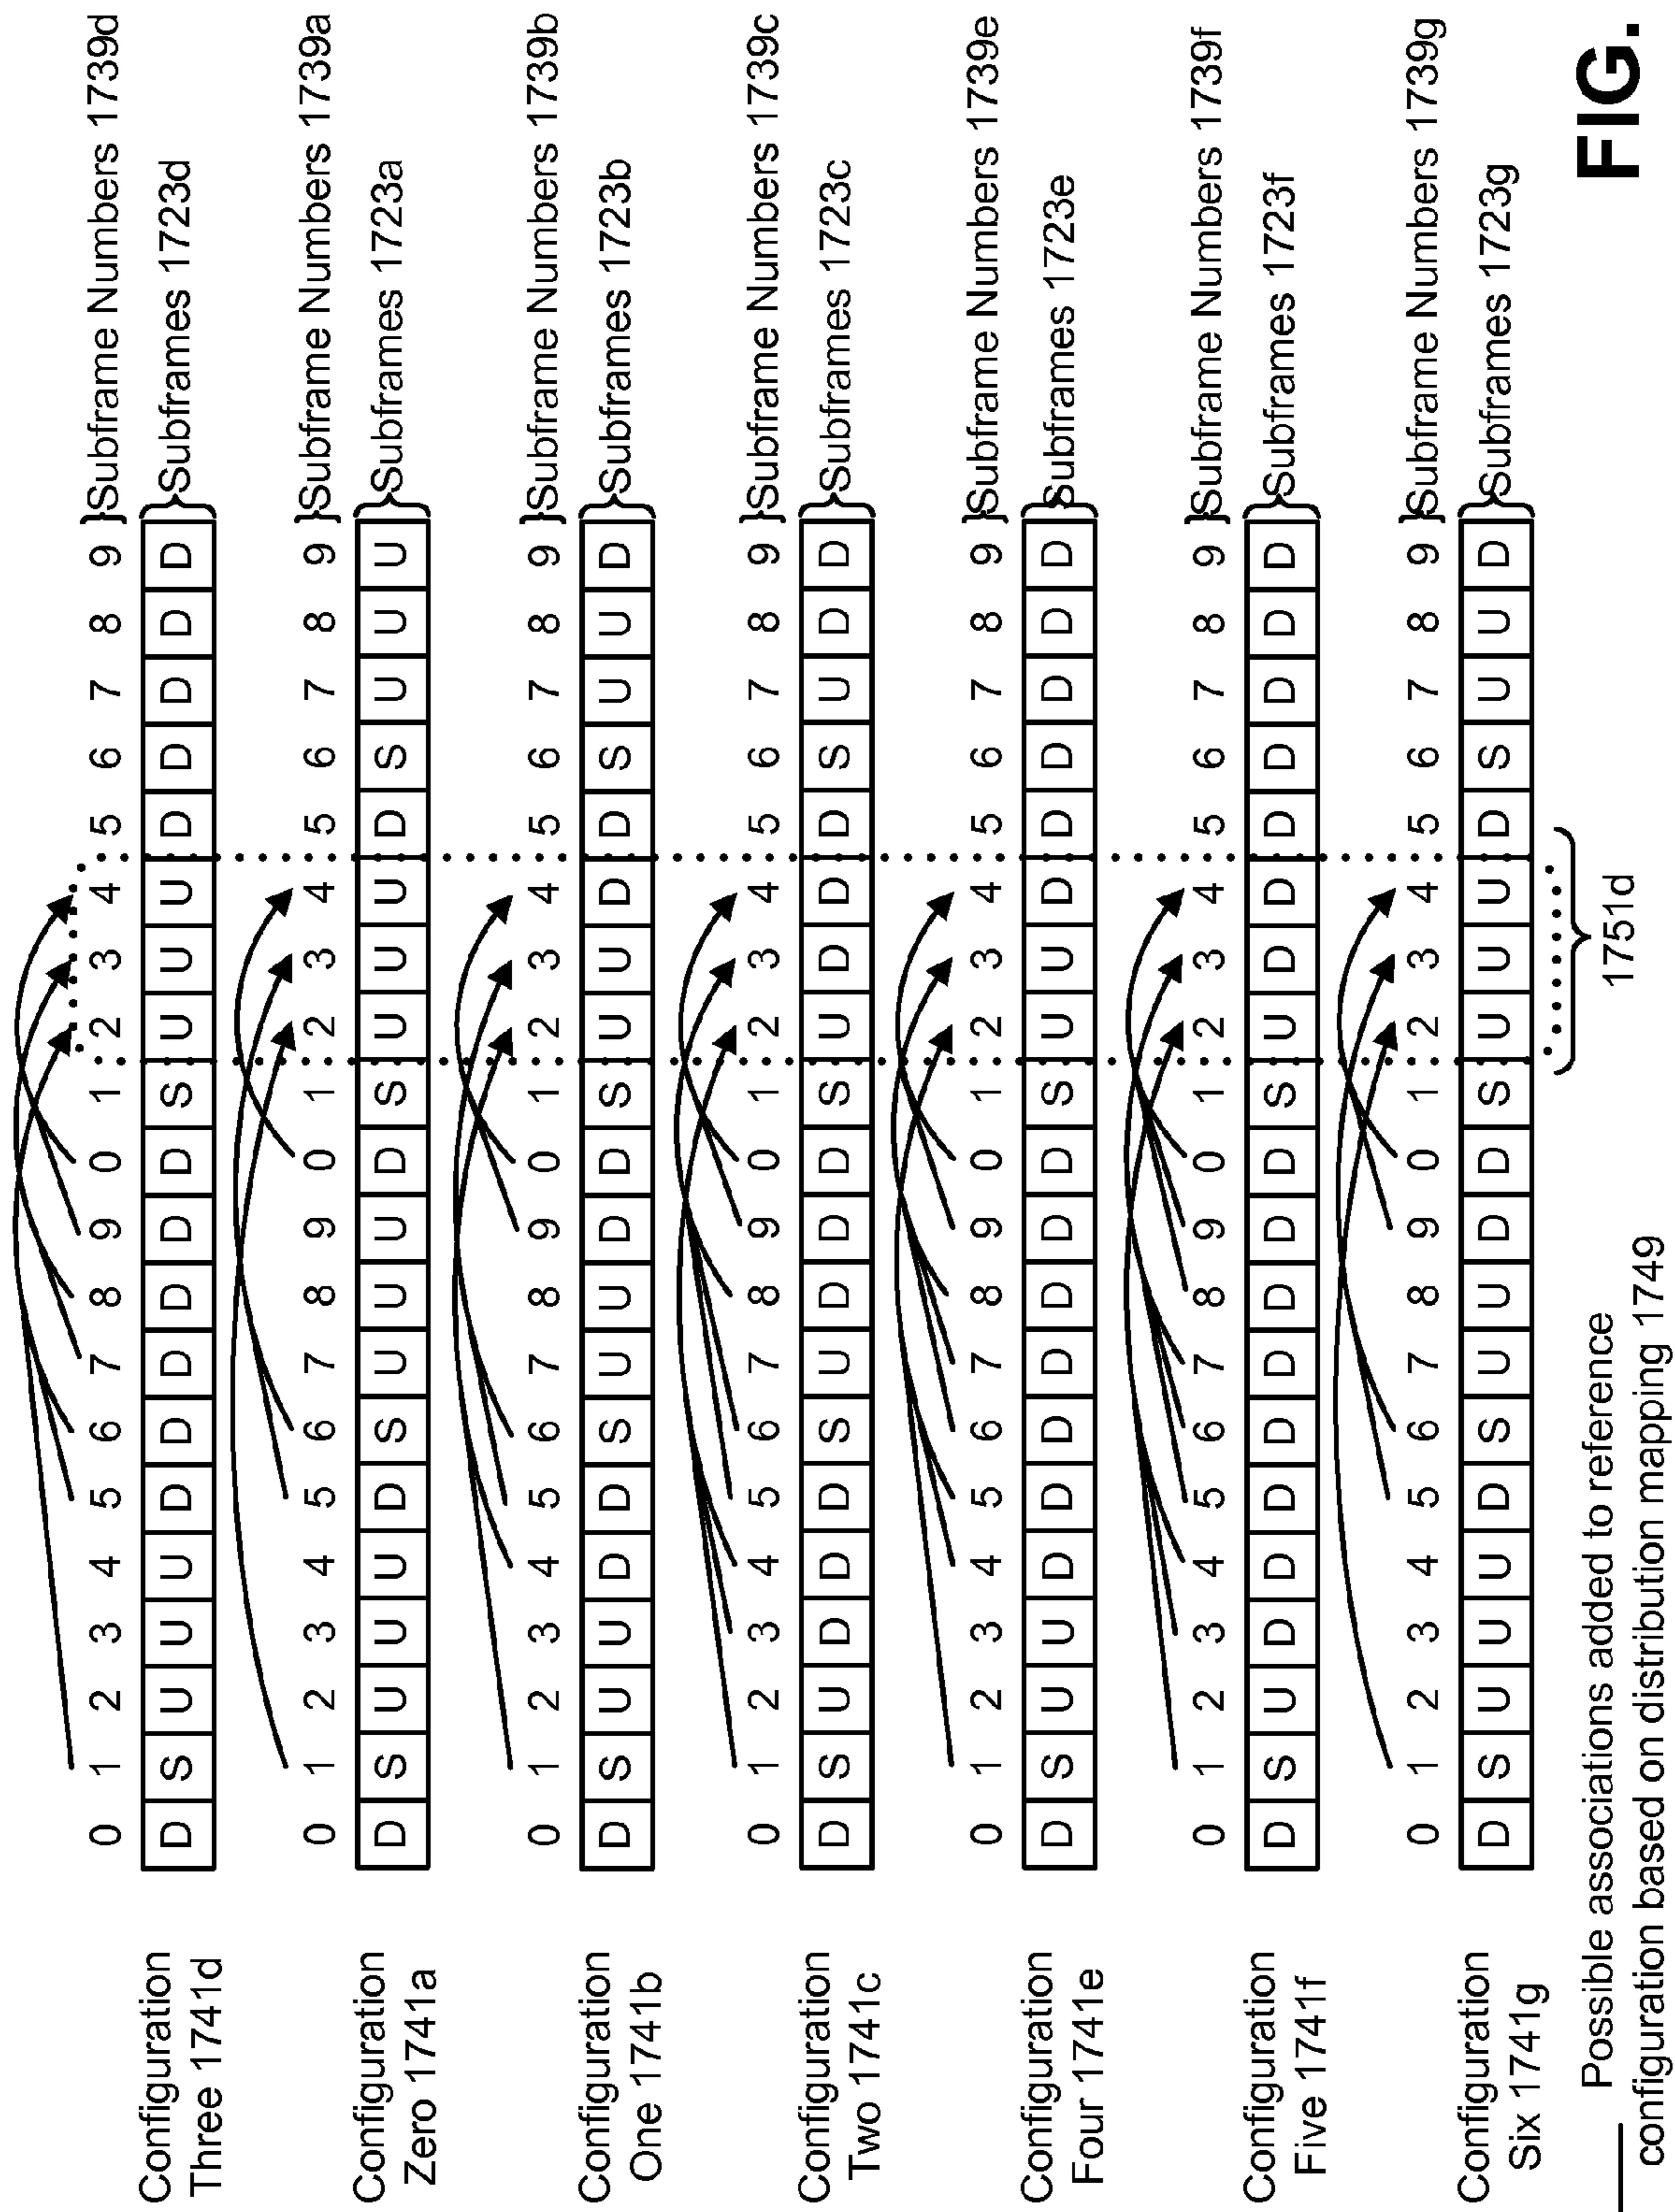 0 1 2 3 4 5 6 7 8 9 0 1 2 3 4 5 6 7 8 9 }Subframe Numbers 1739d
Configuration
Three 1741d
D S U U U D D D D D D S U U U D D D D D }Subframes 1723d
0 1 2 3 4 5 6 7 8 9 0 1 2 3 4 5 6 7 8 9 }Subframe Numbers 1739a
Configuration
Zero 1741a
D S U U U D S U U U D S U U U D S U U U }Subframes 1723a
0 1 2 3 4 5 6 7 8 9 0 1 2 3 4 5 6 7 8 9 }Subframe Numbers 1739b
Configuration
One 1741b
D S U U D D S U U D D S U U D D S U U D }Subframes 1723b
0 1 2 3 4 5 6 7 8 9 0 1 2 3 4 5 6 7 8 9 }Subframe Numbers 1739c
Configuration
Two 1741c
D S U D D D S U D D D S U D D D S U D D }Subframes 1723c
0 1 2 3 4 5 6 7 8 9 0 1 2 3 4 5 6 7 8 9 }Subframe Numbers 1739e
Configuration
Four 1741e
D S U U D D D D D D D S U U D D D D D D }Subframes 1723e
0 1 2 3 4 5 6 7 8 9 0 1 2 3 4 5 6 7 8 9 }Subframe Numbers 1739f
Configuration
Five 1741f
D S U D D D D D D D D S U D D D D D D D }Subframes 1723f
0 1 2 3 4 5 6 7 8 9 0 1 2 3 4 5 6 7 8 9 }Subframe Numbers 1739g
Configuration
Six 1741g
D S U U U D S U U D D S U U U D S U U D }Subframes 1723g
1751d
Possible associations added to reference
configuration based on distribution mapping 1749
FIG.